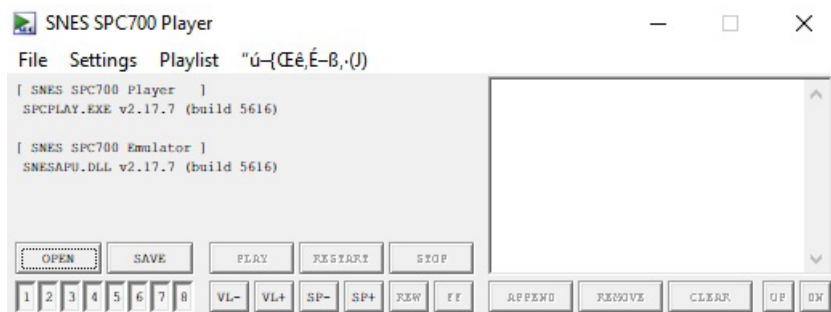 SNES SPC700 Player
File Settings Playlist “ú–{Œê‚É–ß‚·(J)
[ SNES SPC700 Player ]
SPCPLAY.EXE v2.17.7 (build 5616)
[ SNES SPC700 Emulator ]
SNESAPU.DLL v2.17.7 (build 5616)
OPEN SAVE PLAY RESTART STOP
1 2 3 4 5 6 7 8 VL- VL+ SP- SP+ REW FF APPEND REMOVE CLEAR UP DN